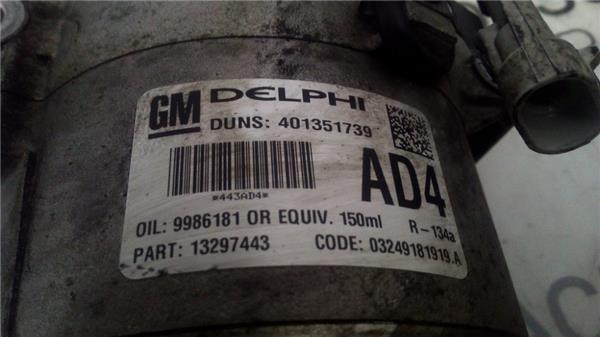 GM DELPHI
DUNS: 401351739
*443AD4*
AD4
OIL: 9986181 OR EQUIV. 150ml R-134a
PART: 13297443 CODE: 03249181919.A